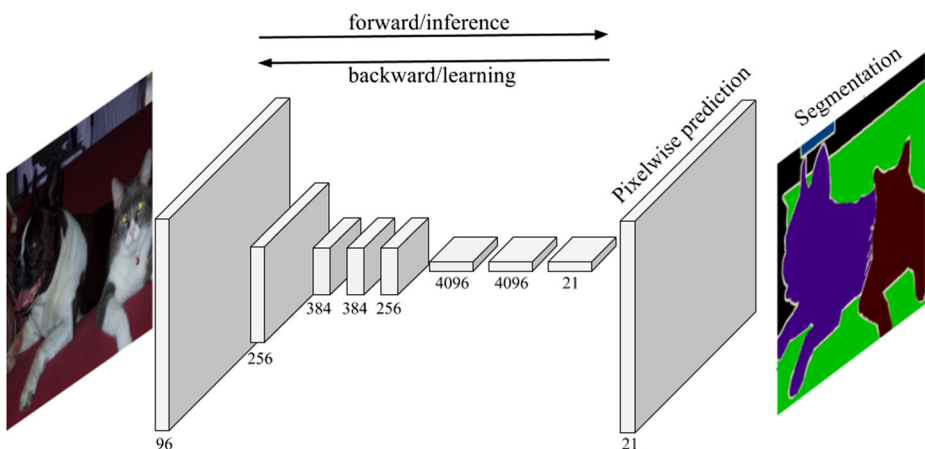 forward/inference
backward/learning
Pixelwise prediction
Segmentation
96
256
384
384
256
4096
4096
21
21